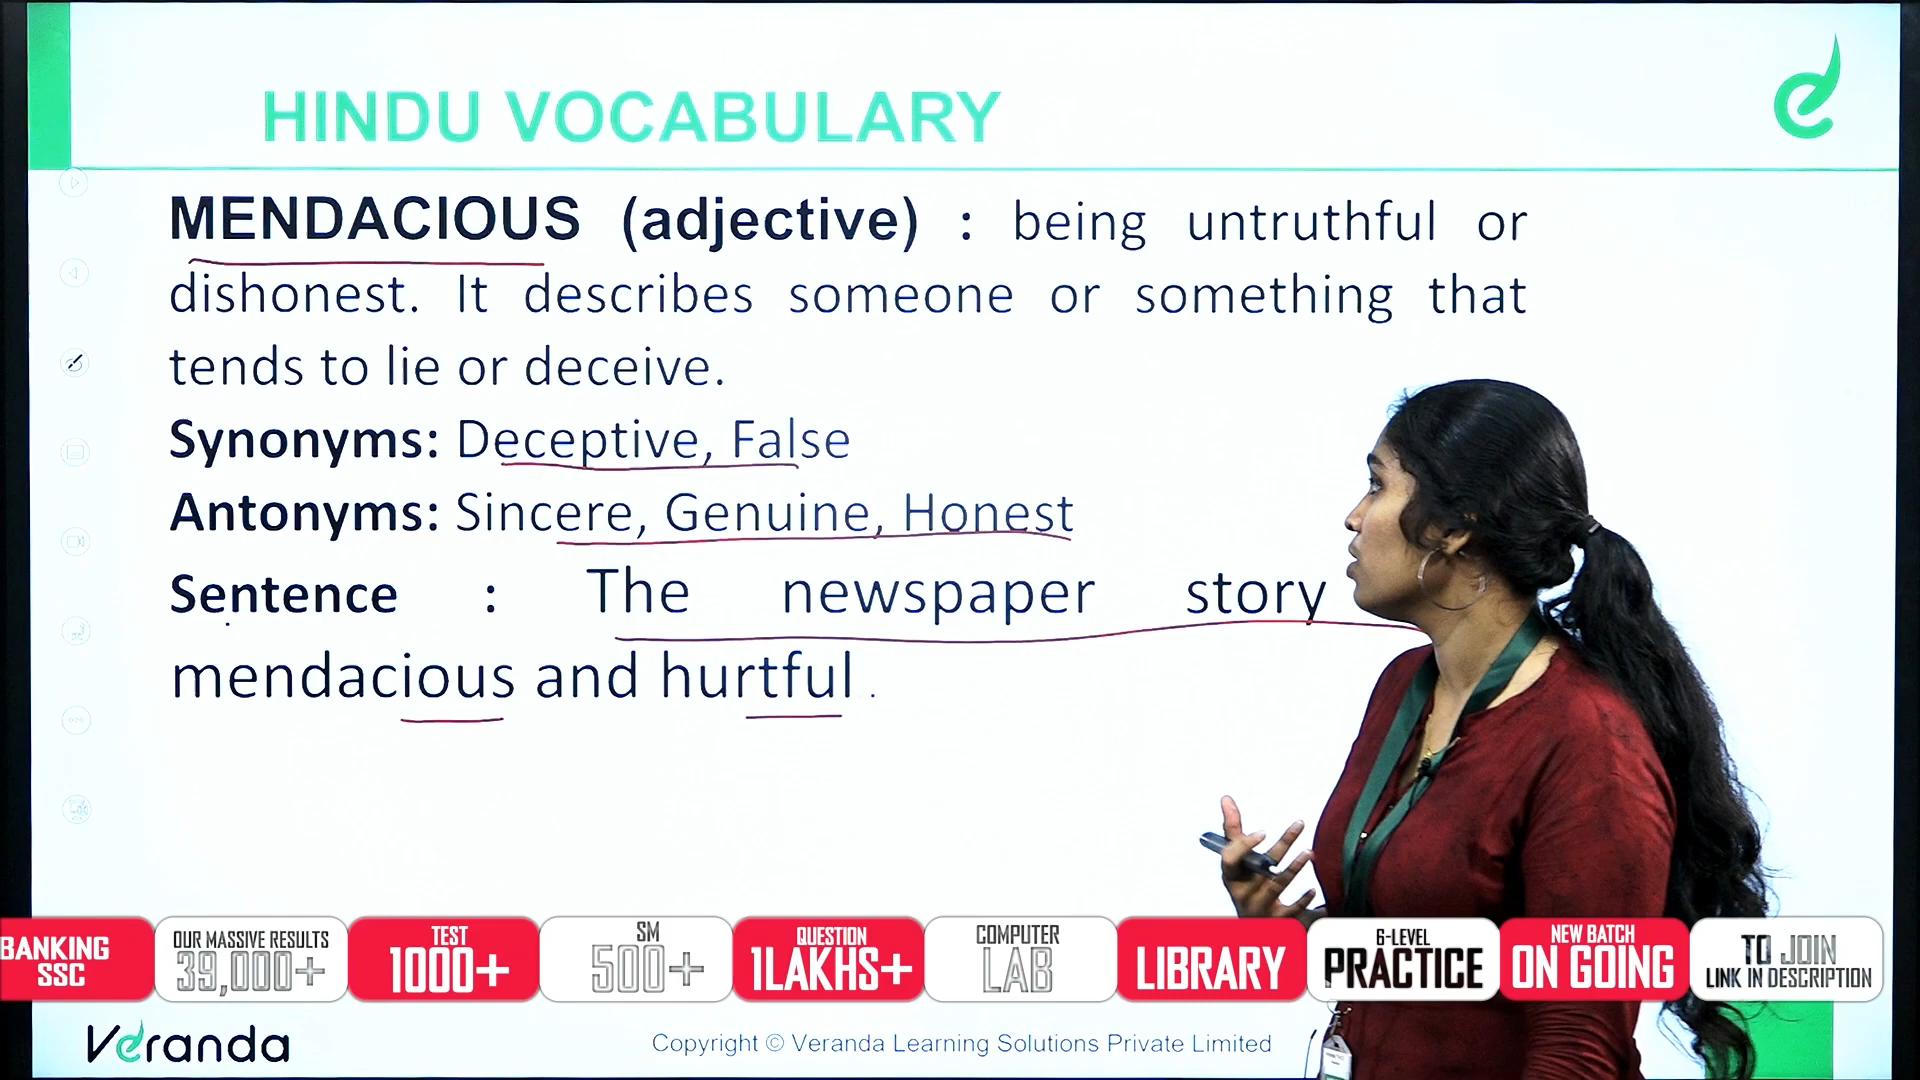 HINDU VOCABULARY
MENDACIOUS (adjective) : being untruthful or
dishonest. It describes someone or something that
tends to lie or deceive.
Synonyms: Deceptive, False
Antonyms: Sincere, Genuine, Honest
Sentence : The newspaper story
mendacious and hurtful .
BANKING
SSC
OUR MASSIVE RESULTS
39,000+
TEST
1000+
SM
500+
QUESTION
1LAKHS+
COMPUTER
LAB
LIBRARY
6-LEVEL
PRACTICE
NEW BATCH
ON GOING
TO JOIN
LINK IN DESCRIPTION
Veranda
Copyright © Veranda Learning Solutions Private Limited